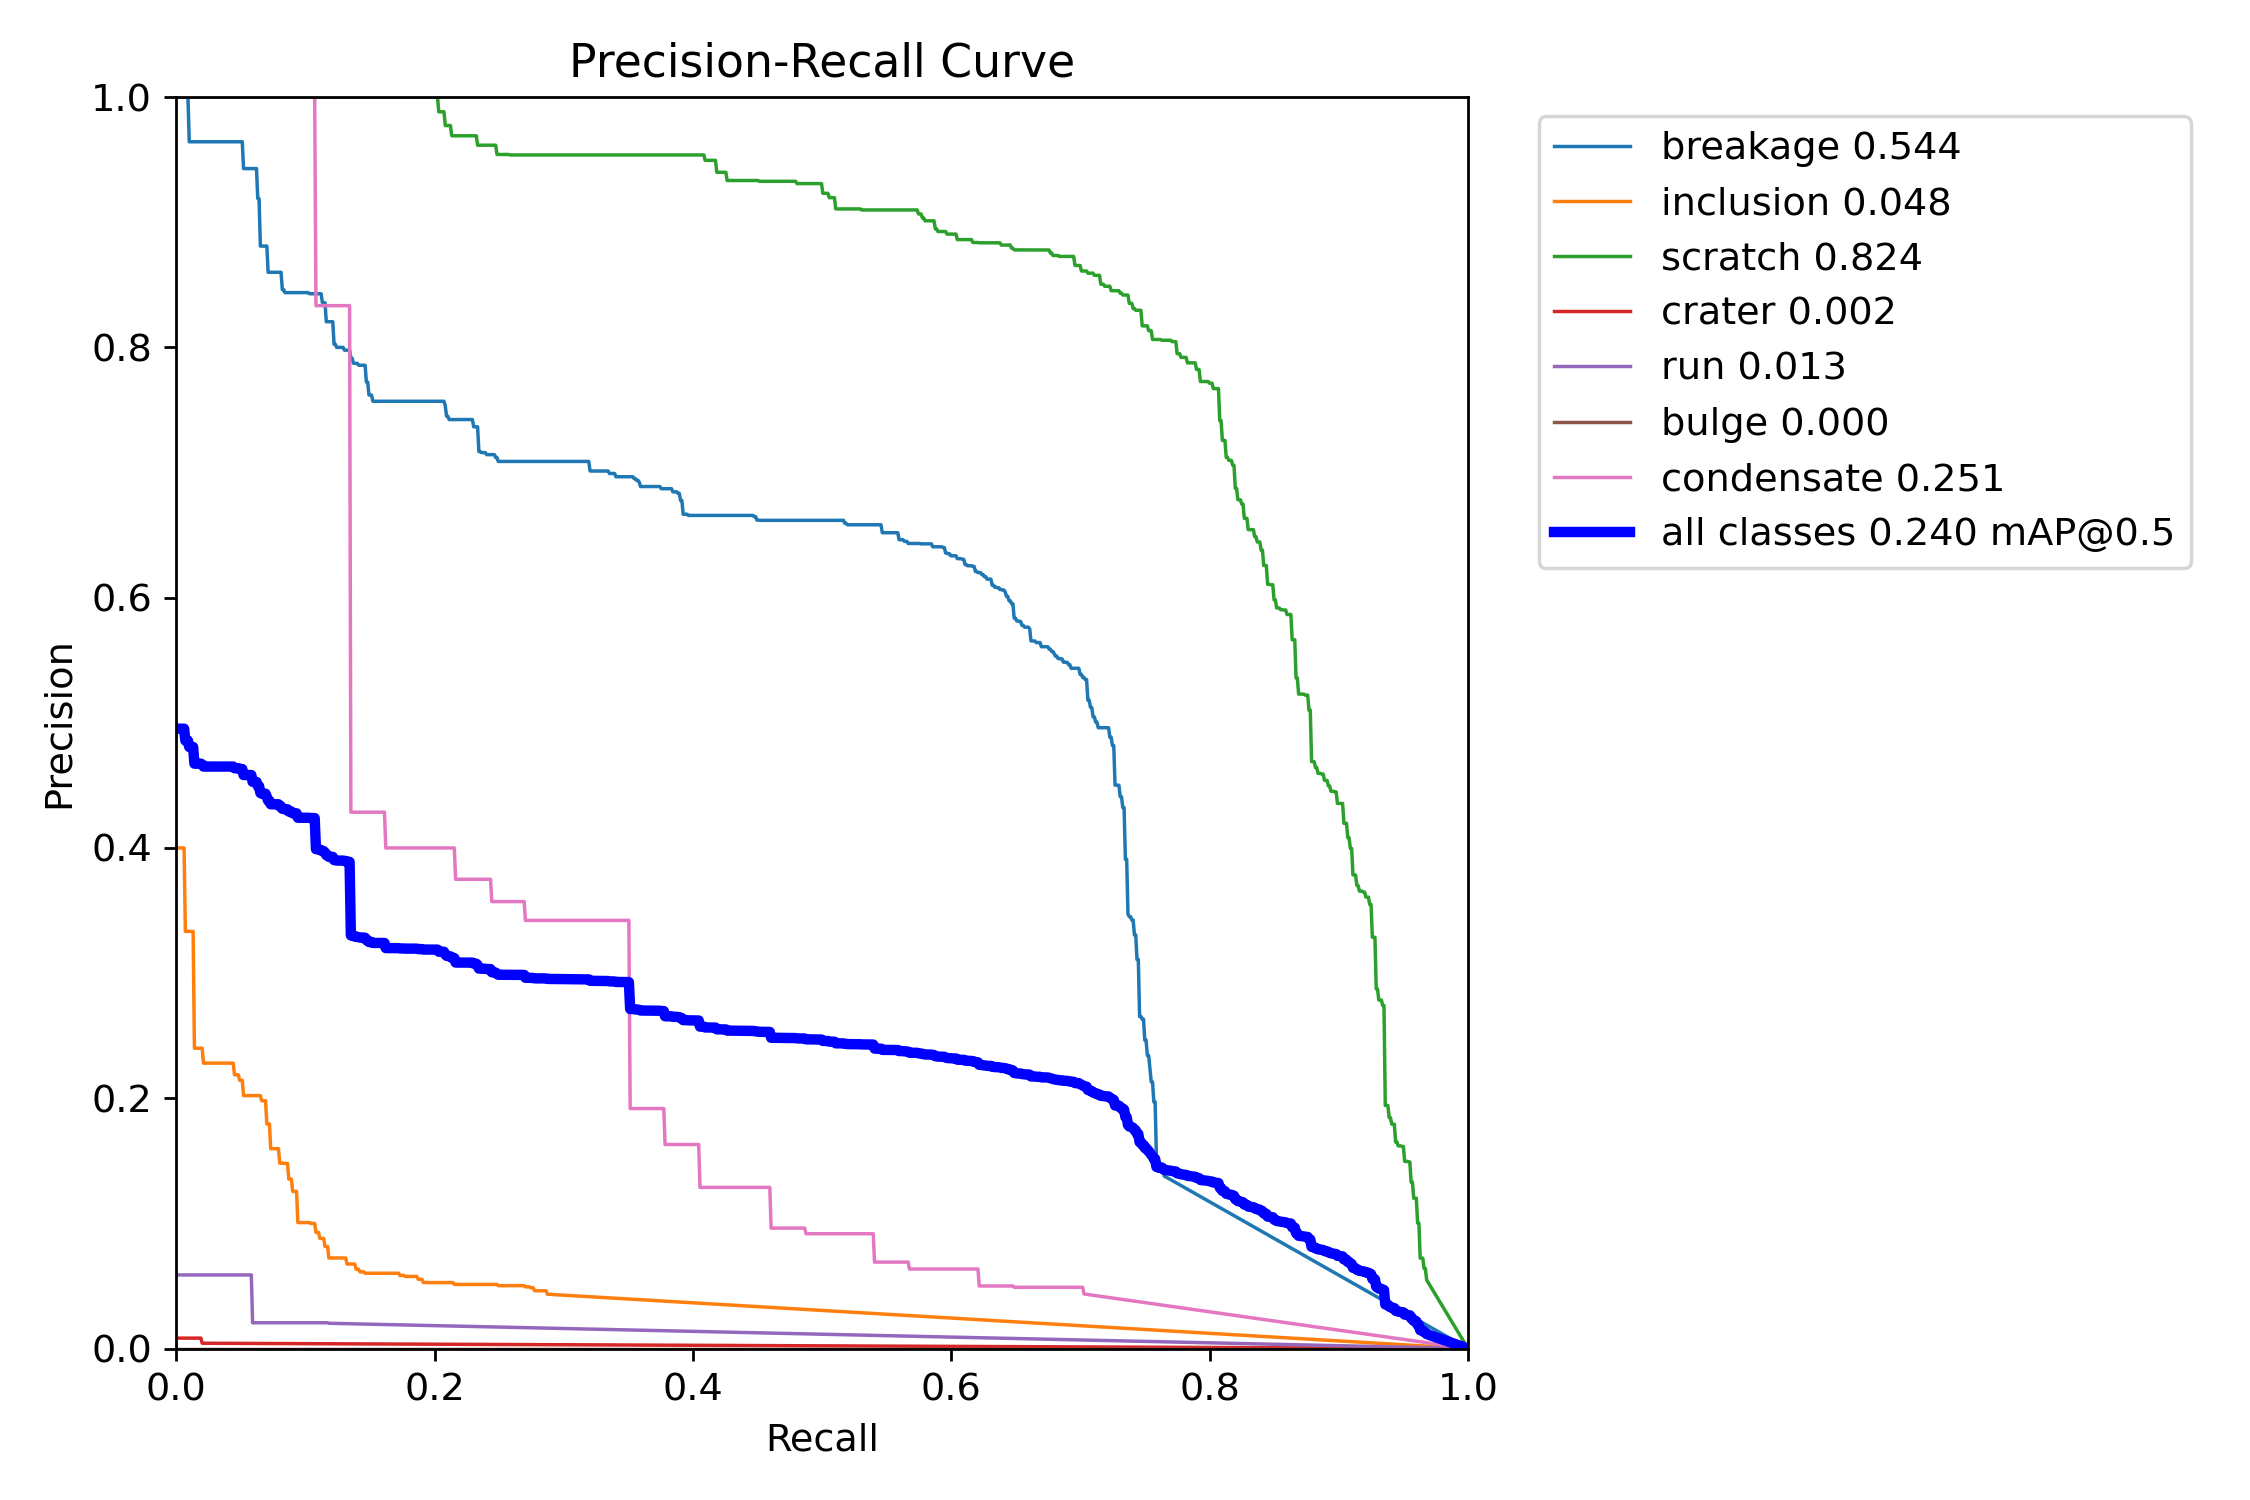 Precision-Recall Curve
1.0
0.8
0.6
0.4
0.2
0.0
Precision
0.0 0.2 0.4 0.6 0.8 1.0
Recall
breakage 0.544
inclusion 0.048
scratch 0.824
crater 0.002
run 0.013
bulge 0.000
condensate 0.251
all classes 0.240 mAP@0.5